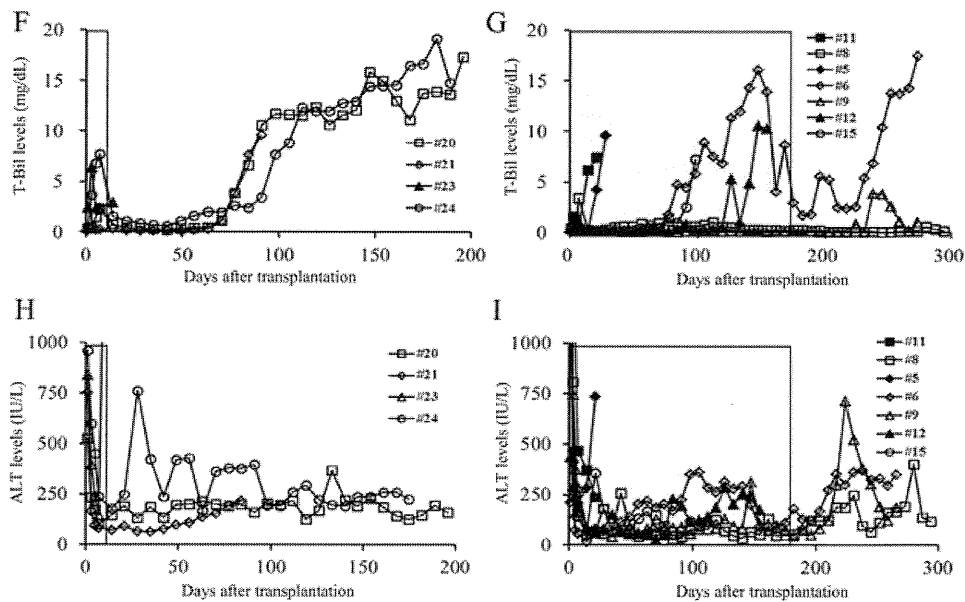 F
T-Bil levels (mg/dL)
20
15
10
5
0
0 50 100 150 200
Days after transplantation
#20
#21
#23
#24
G
T-Bil levels (mg/dL)
20
15
10
5
0
0 100 200 300
Days after transplantation
#11
#8
#5
#6
#9
#12
#15
H
ALT levels (IU/L)
1000
750
500
250
0
0 50 100 150 200
Days after transplantation
#20
#21
#23
#24
I
ALT levels (IU/L)
1000
750
500
250
0
0 100 200 300
Days after transplantation
#11
#8
#5
#6
#9
#12
#15